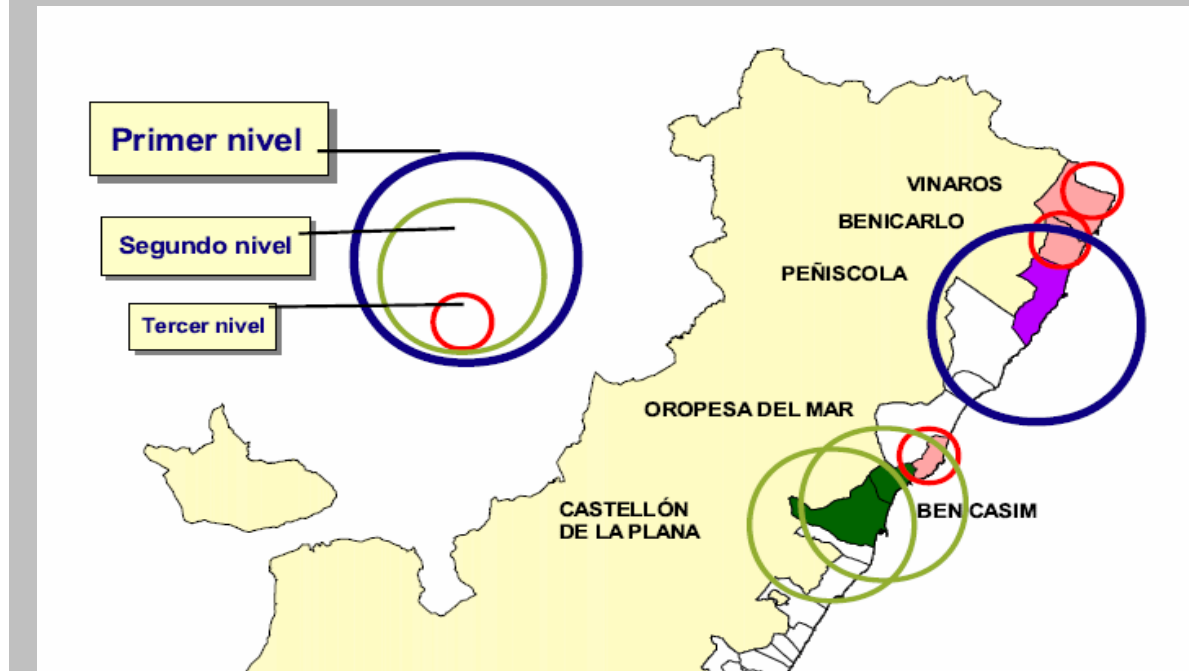 Primer nivel
Segundo nivel
Tercer nivel
VINAROS
BENICARLO
PEÑISCOLA
OROPESA DEL MAR
CASTELLÓN
DE LA PLANA
BENICASIM